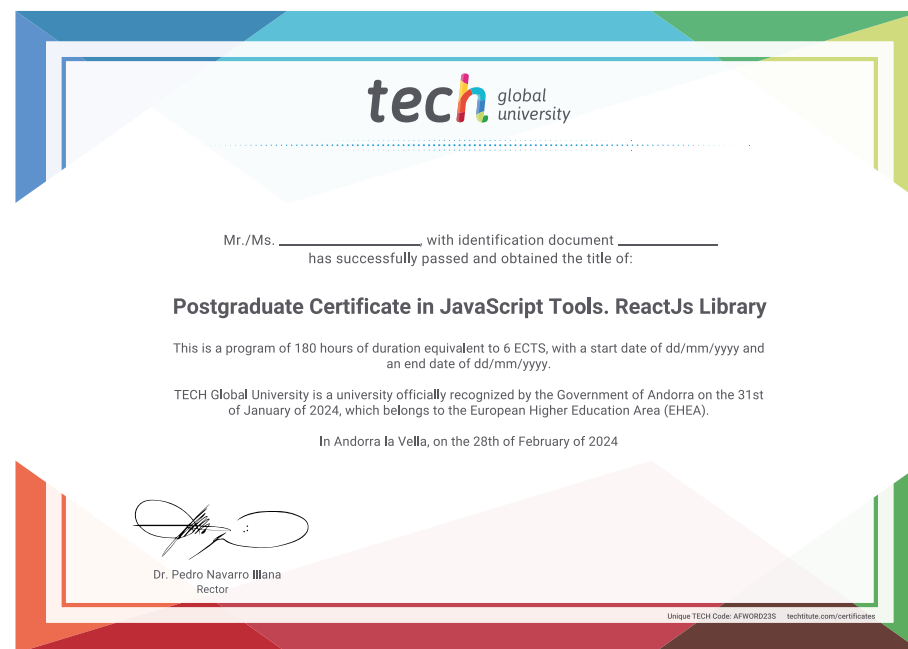 tech global
university
Mr./Ms. ____________________, with identification document ______________
has successfully passed and obtained the title of:
Postgraduate Certificate in JavaScript Tools. ReactJs Library
This is a program of 180 hours of duration equivalent to 6 ECTS, with a start date of dd/mm/yyyy and
an end date of dd/mm/yyyy.
TECH Global University is a university officially recognized by the Government of Andorra on the 31st
of January of 2024, which belongs to the European Higher Education Area (EHEA).
In Andorra la Vella, on the 28th of February of 2024
Dr. Pedro Navarro Illana
Rector
Unique TECH Code: AFWORD23S techtitute.com/certificates